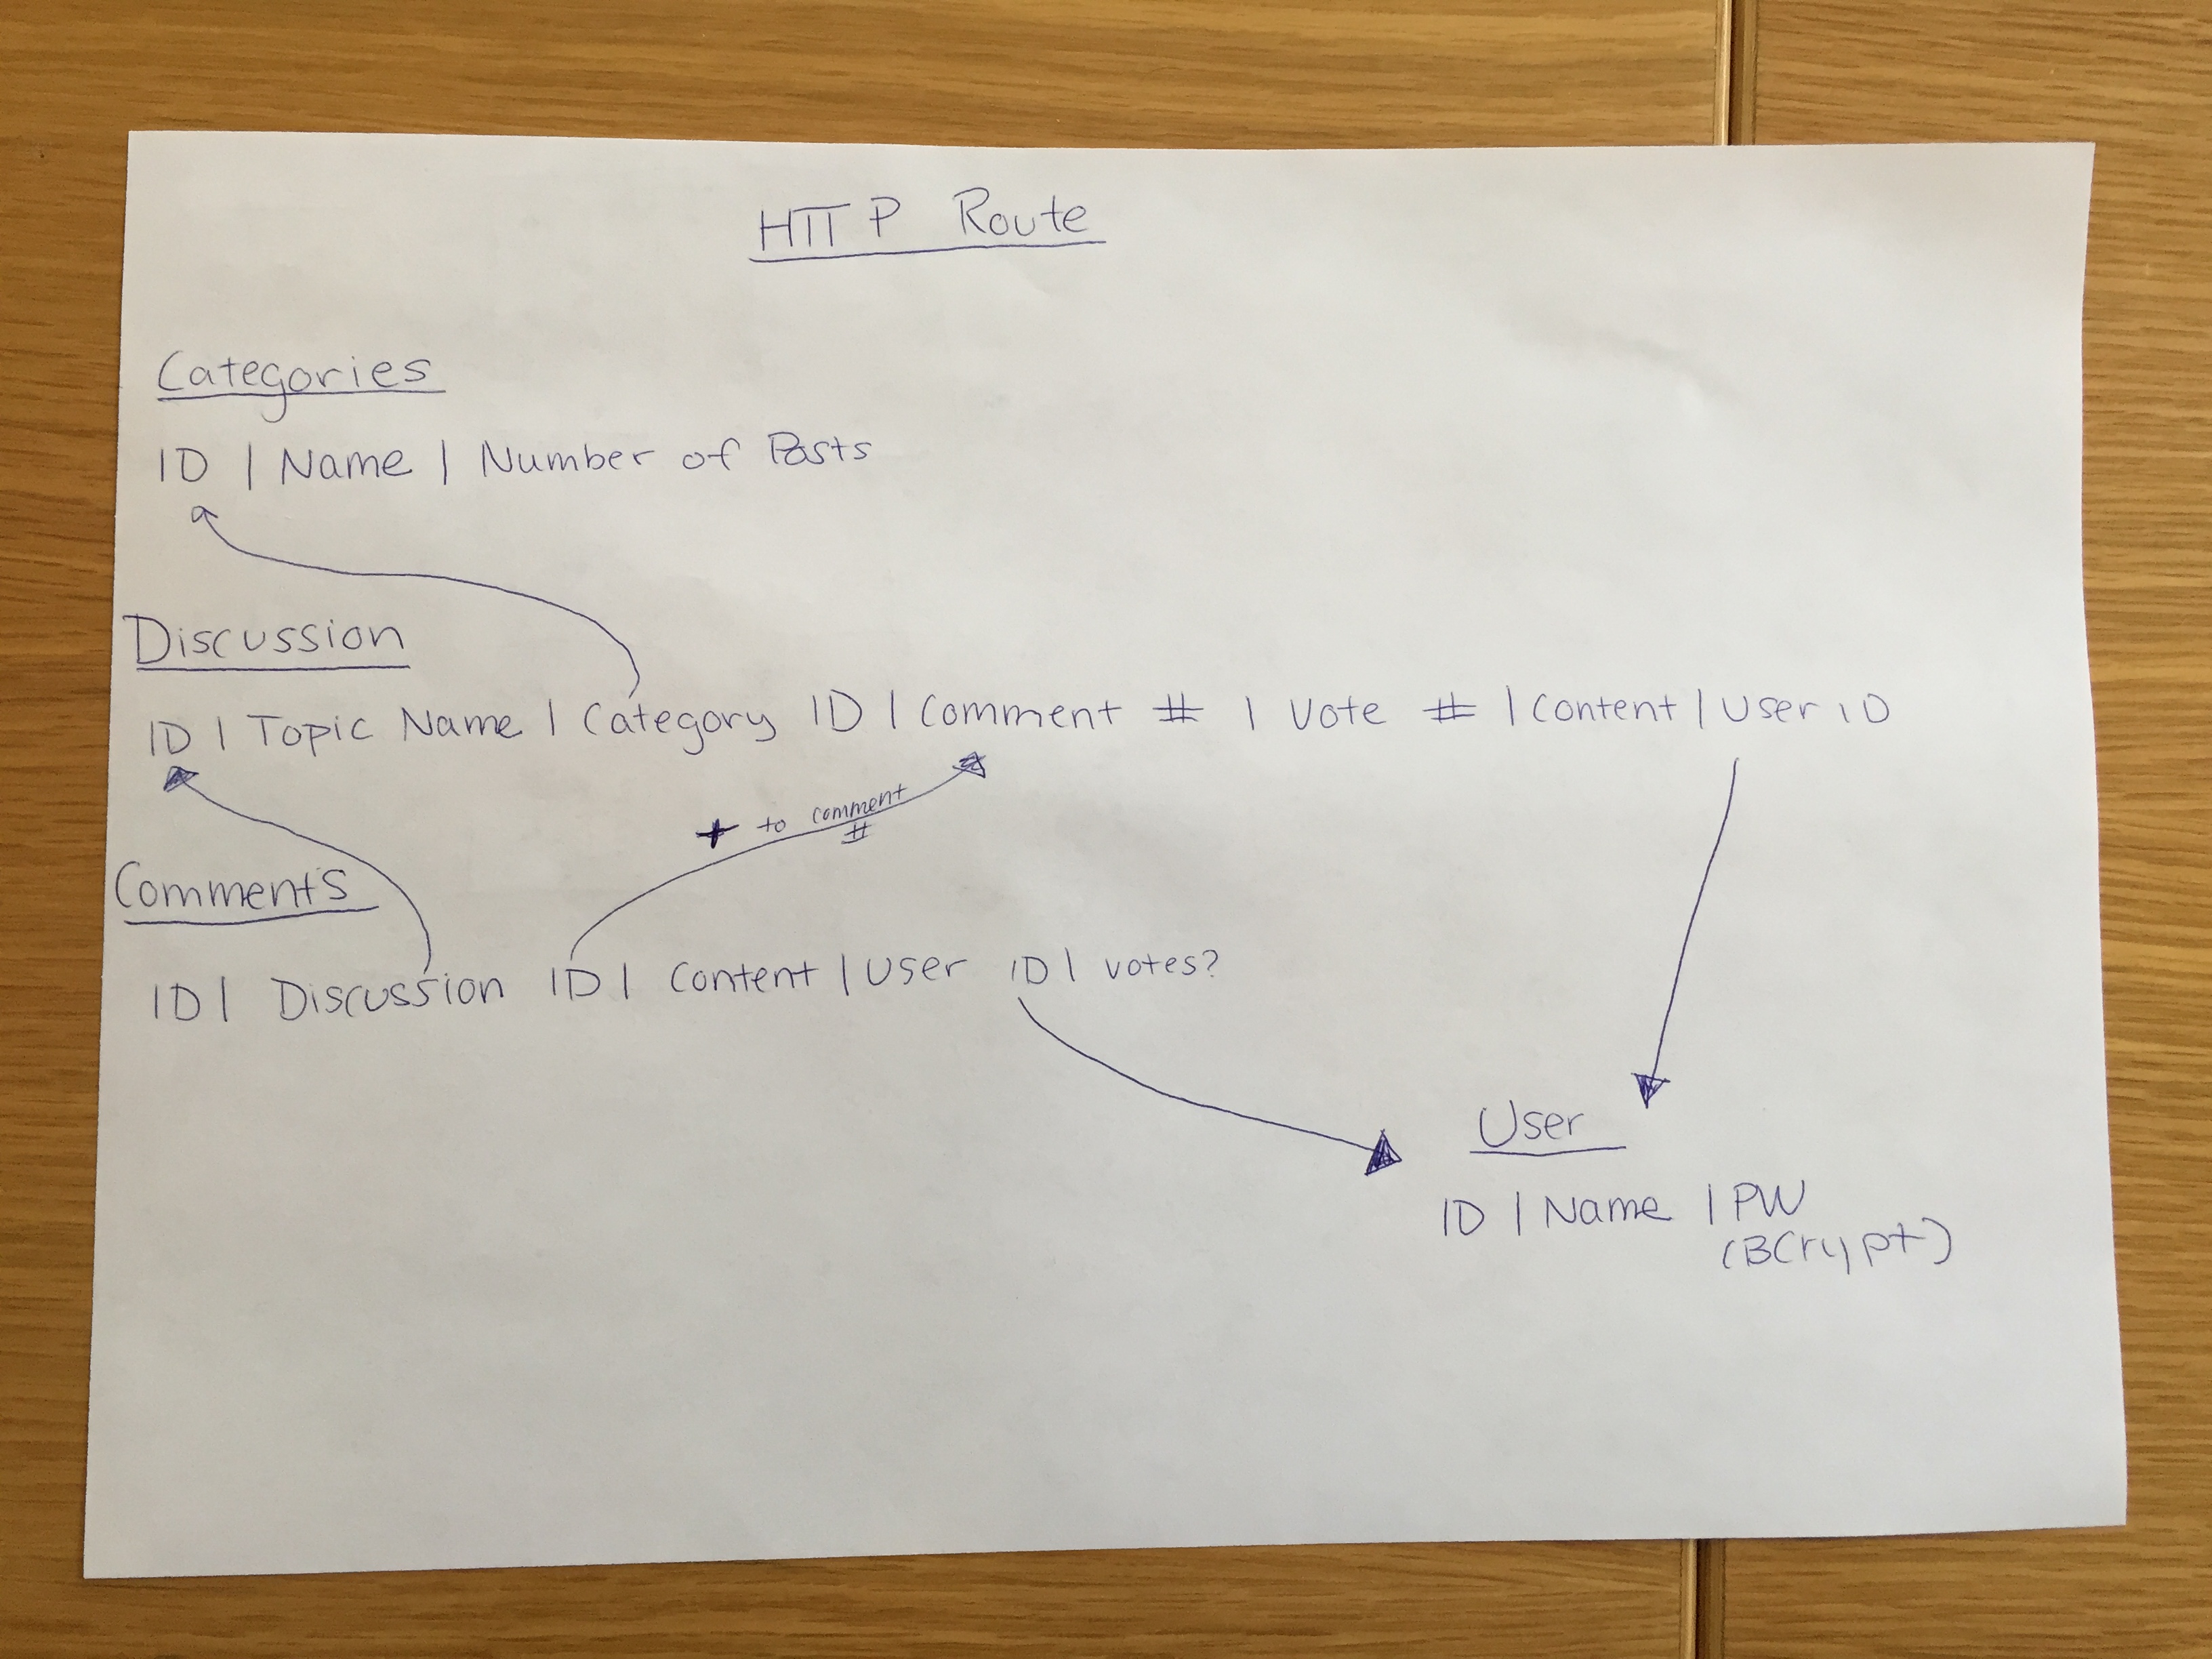 HTTP Route
Categories
ID | Name | Number of Posts
Discussion
ID | Topic Name | Category ID | Comment # | Vote # | Content | User ID
+ to comment
#
Comments
ID | Discussion ID | Content | User ID | votes?
User
ID | Name | PW
(BCrypt)